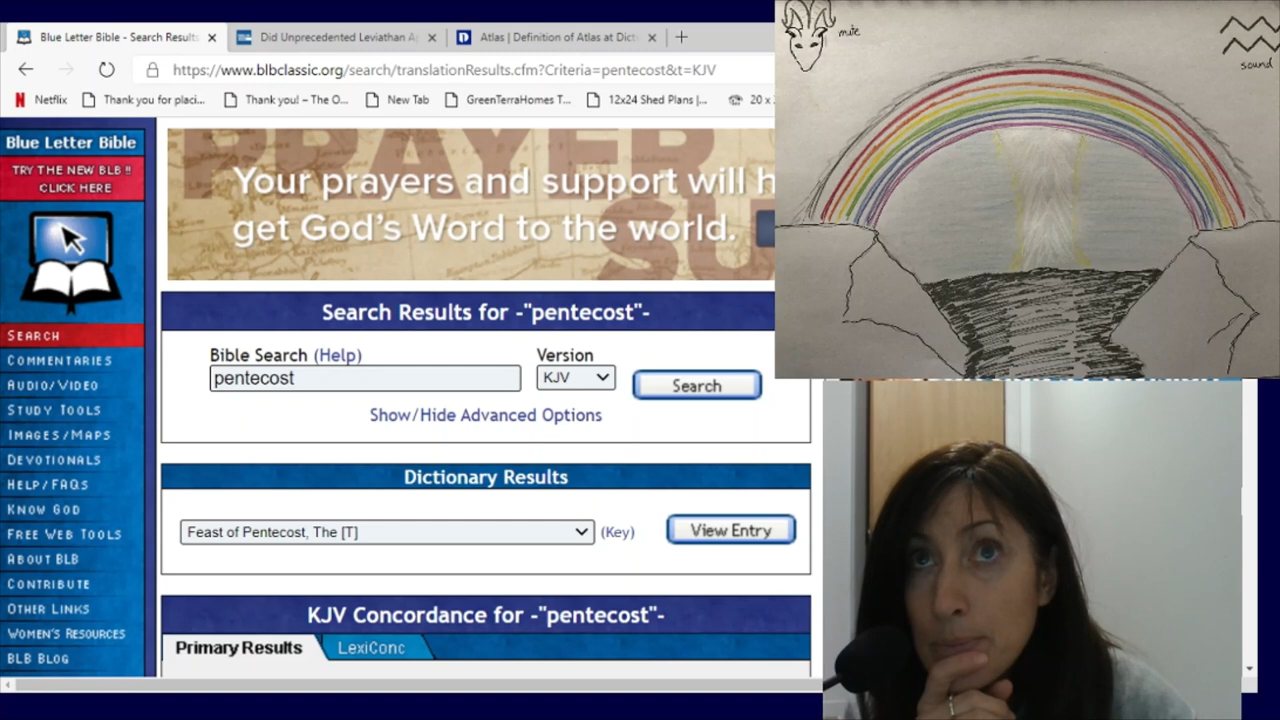 Blue Letter Bible - Search Results
Did Unprecedented Leviathan A
Atlas | Definition of Atlas at Dicti
https://www.blbclassic.org/search/translationResults.cfm?Criteria=pentecost&t=KJV
Netflix
Thank you for placi...
Thank you! – The O...
New Tab
GreenTerraHomes T...
12x24 Shed Plans |...
20 x
mute
sound
Blue Letter Bible
TRY THE NEW BLB !!
CLICK HERE
SEARCH
COMMENTARIES
AUDIO/VIDEO
STUDY TOOLS
IMAGES/MAPS
DEVOTIONALS
HELP/FAQS
KNOW GOD
FREE WEB TOOLS
ABOUT BLB
CONTRIBUTE
OTHER LINKS
WOMEN'S RESOURCES
BLB BLOG
PRAYER
Your prayers and support will h
get God's Word to the world.
SU
Search Results for -"pentecost"-
Bible Search (Help)
Version
pentecost
KJV
Search
Show/Hide Advanced Options
Dictionary Results
Feast of Pentecost, The [T]
(Key)
View Entry
KJV Concordance for -"pentecost"-
Primary Results
LexiConc